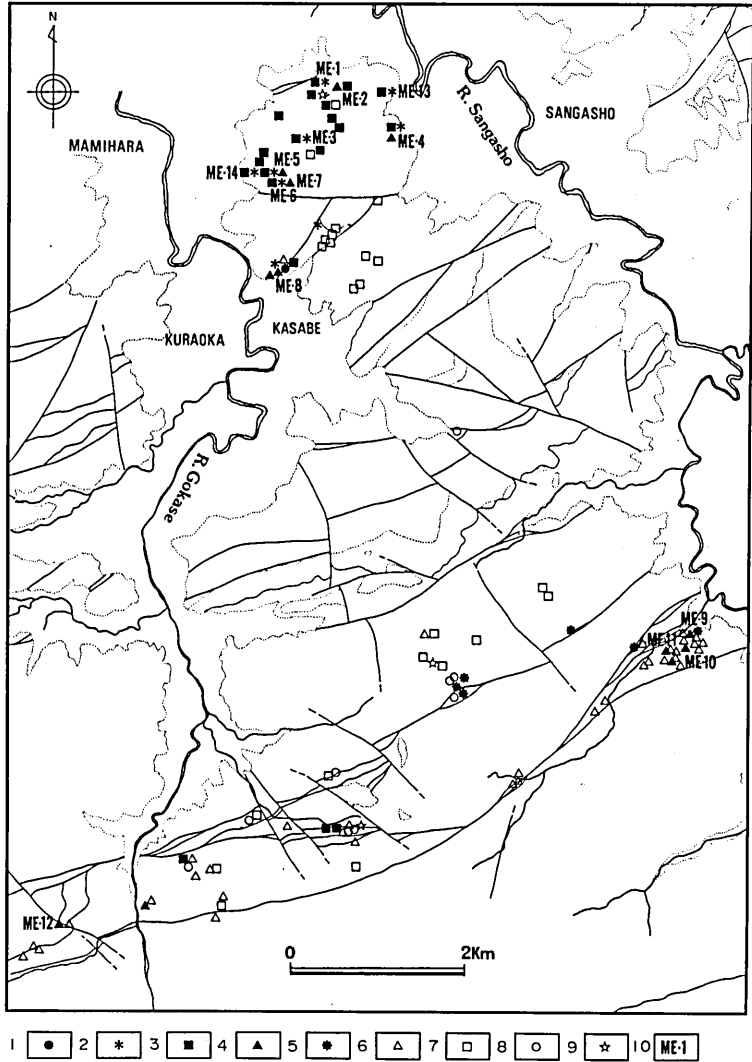 N
ME-1
ME-13
ME-2
R. Sangasho
SANGASHO
MAMIHARA
ME-3
ME-4
ME-5
ME-14
ME-7
ME-6
ME-8
KURAOKA
KASABE
R. Gokase
ME-9
ME-11
ME-10
ME-12
0 2Km
1 2 3 4 5 6 7 8 9 10 ME-1